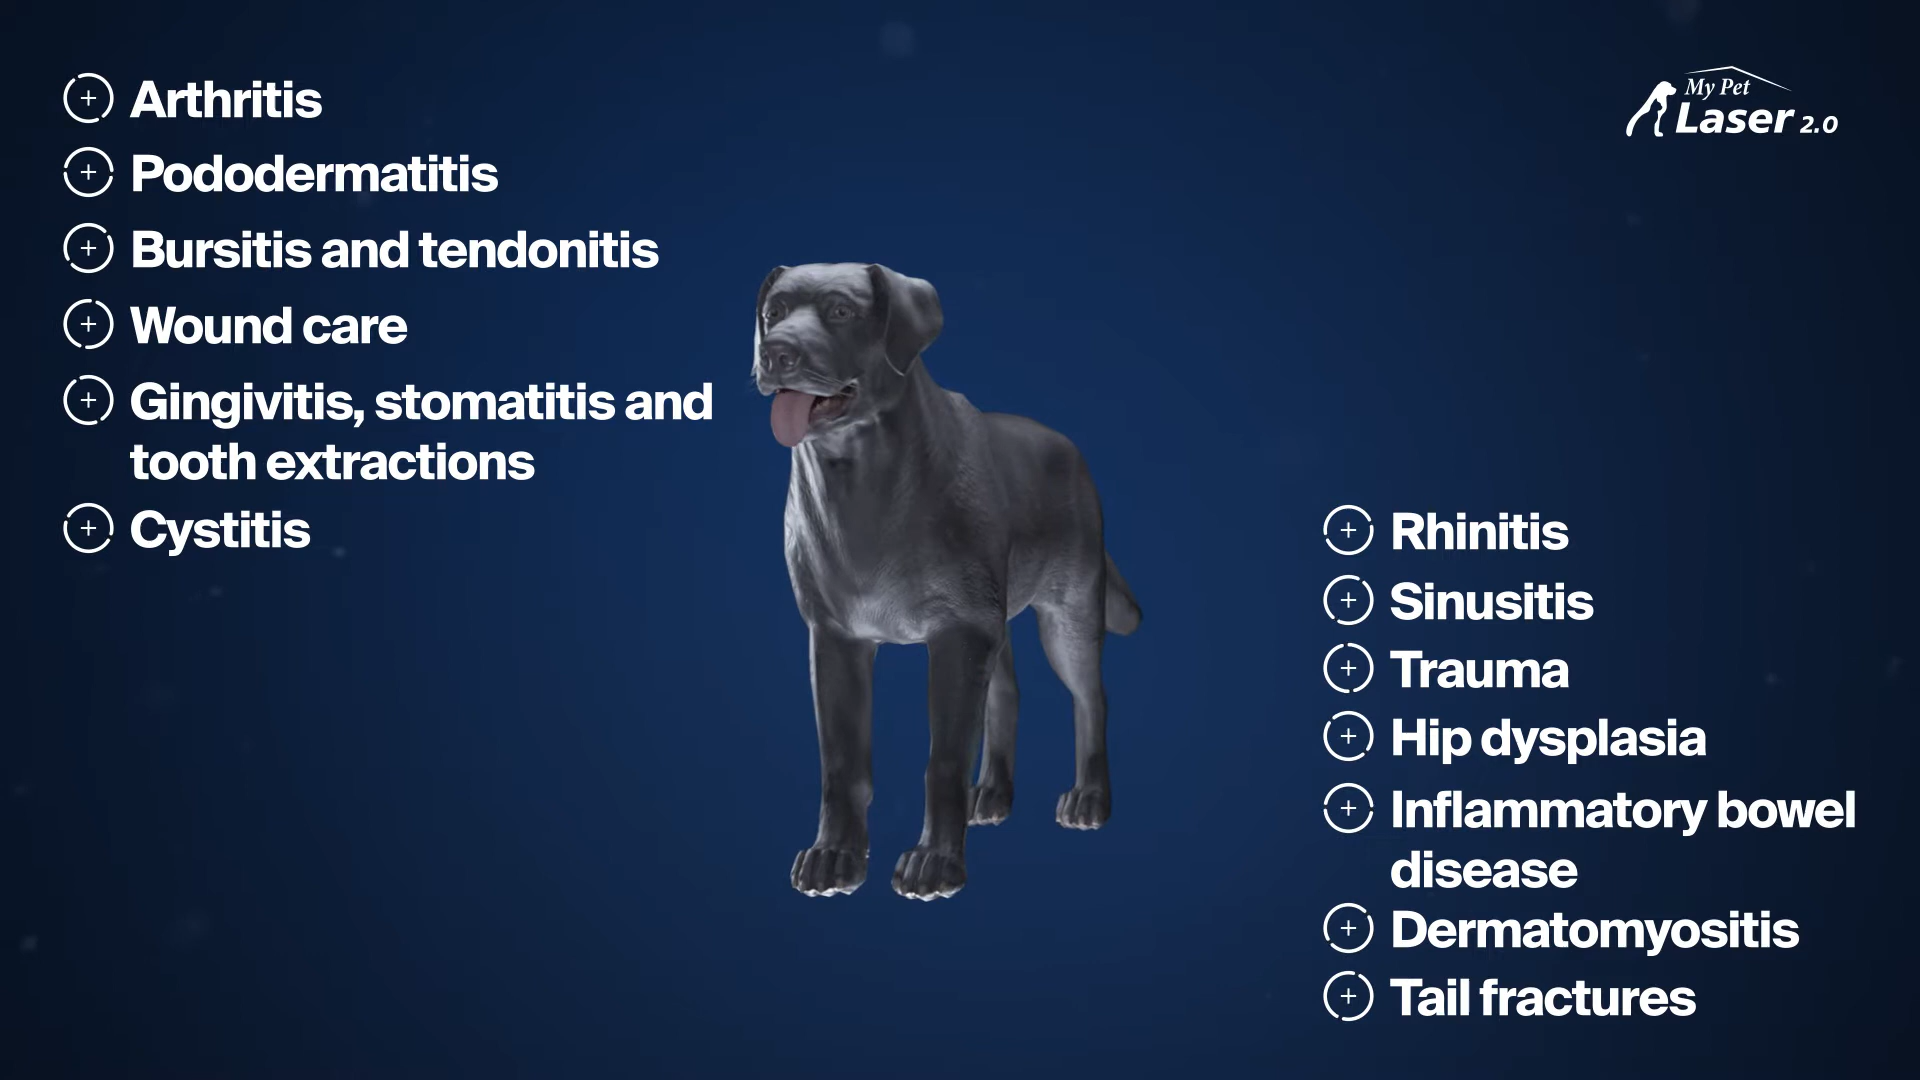 Arthritis
Pododermatitis
Bursitis and tendonitis
Wound care
Gingivitis, stomatitis and
tooth extractions
Cystitis
My Pet
Laser 2.0
Rhinitis
Sinusitis
Trauma
Hip dysplasia
Inflammatory bowel
disease
Dermatomyositis
Tail fractures